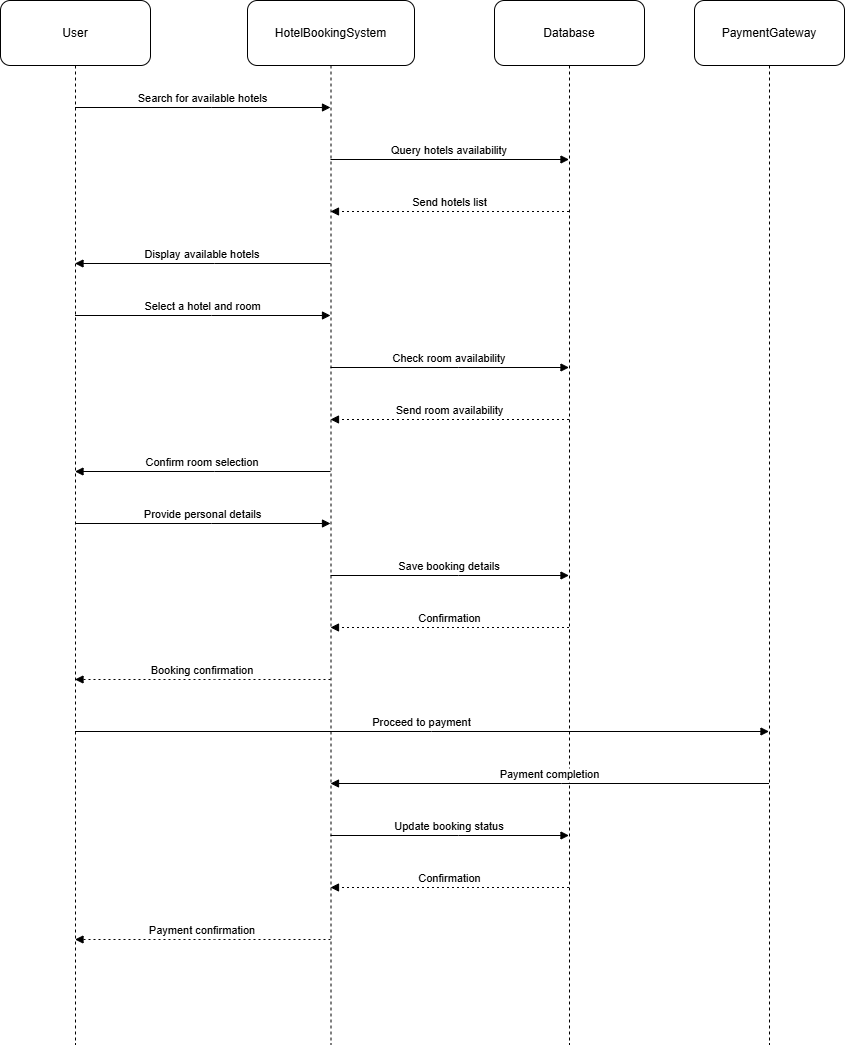 User
HotelBookingSystem
Database
PaymentGateway
Search for available hotels
Query hotels availability
Send hotels list
Display available hotels
Select a hotel and room
Check room availability
Send room availability
Confirm room selection
Provide personal details
Save booking details
Confirmation
Booking confirmation
Proceed to payment
Payment completion
Update booking status
Confirmation
Payment confirmation